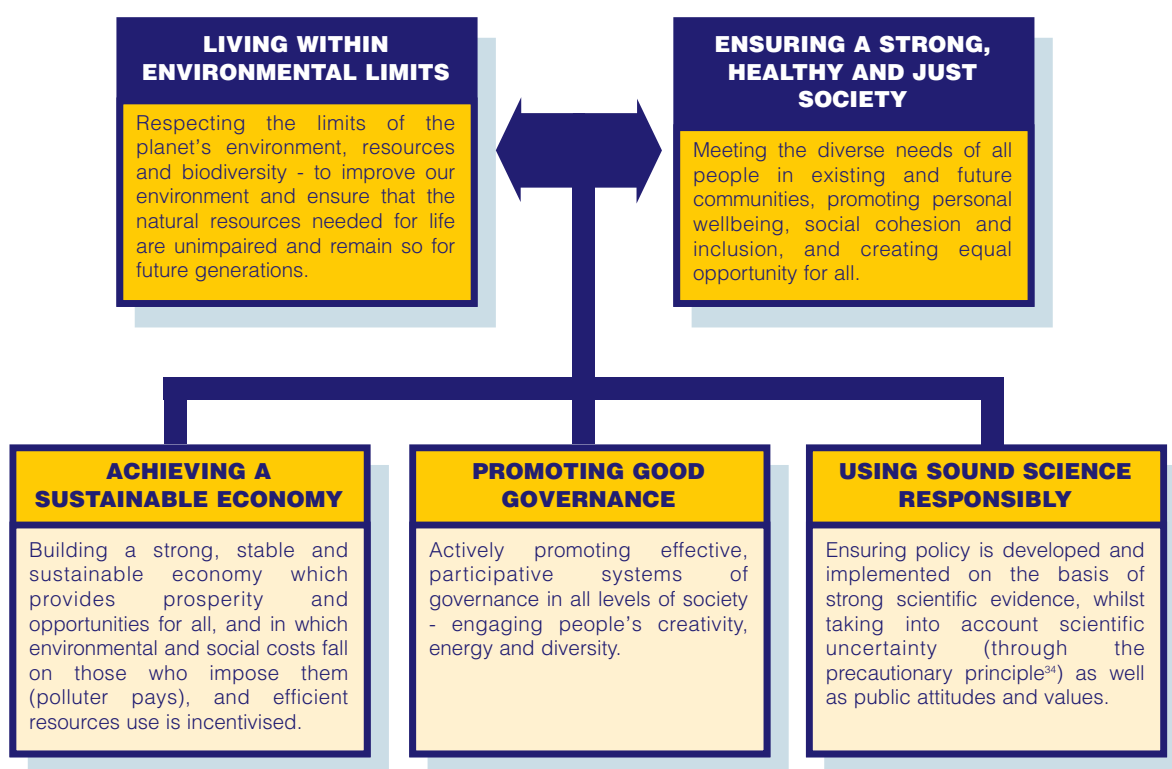 LIVING WITHIN
ENVIRONMENTAL LIMITS
Respecting the limits of the
planet's environment, resources
and biodiversity - to improve our
environment and ensure that the
natural resources needed for life
are unimpaired and remain so for
future generations.
ENSURING A STRONG,
HEALTHY AND JUST
SOCIETY
Meeting the diverse needs of all
people in existing and future
communities, promoting personal
wellbeing, social cohesion and
inclusion, and creating equal
opportunity for all.
ACHIEVING A
SUSTAINABLE ECONOMY
Building a strong, stable and
sustainable economy which
provides prosperity and
opportunities for all, and in which
environmental and social costs fall
on those who impose them
(polluter pays), and efficient
resources use is incentivised.
PROMOTING GOOD
GOVERNANCE
Actively promoting effective,
participative systems of
governance in all levels of society
- engaging people's creativity,
energy and diversity.
USING SOUND SCIENCE
RESPONSIBLY
Ensuring policy is developed and
implemented on the basis of
strong scientific evidence, whilst
taking into account scientific
uncertainty (through the
precautionary principle³⁴) as well
as public attitudes and values.